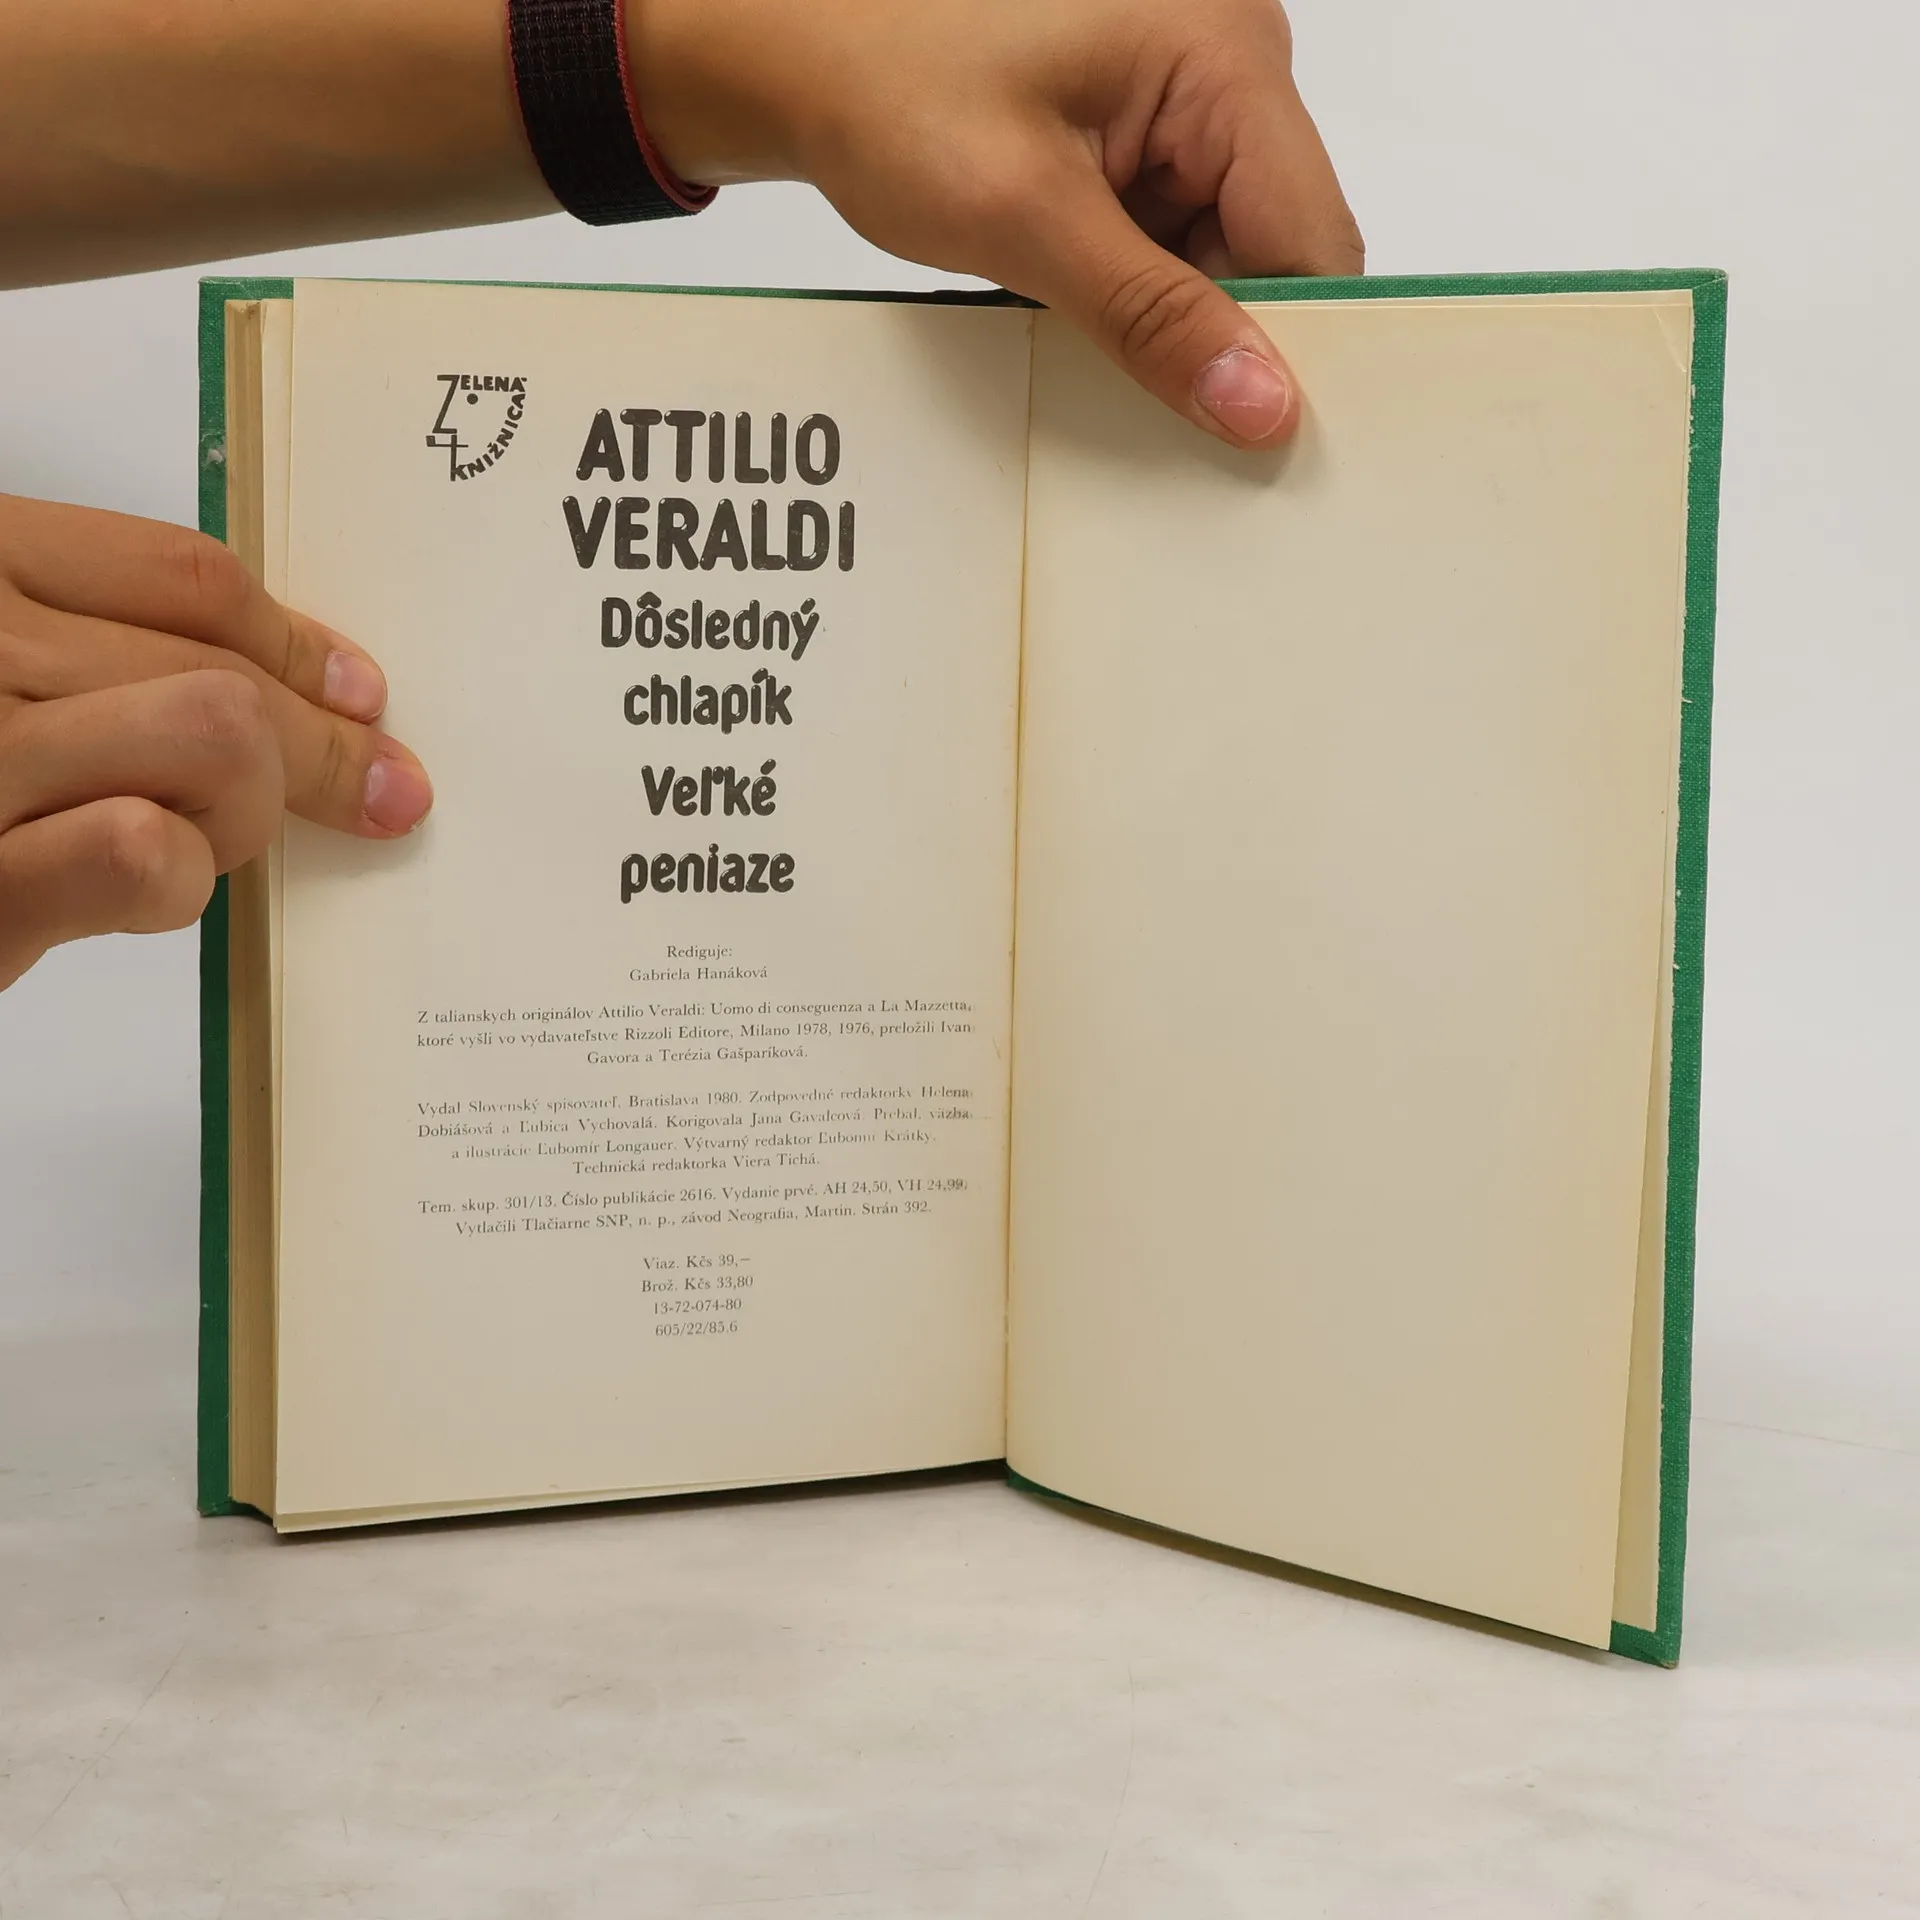 ZELENÁ
KNIŽNICA
ATTILIO
VERALDI
Dôsledný
chlapík
Veľké
peniaze
Rediguje:
Gabriela Hanáková
Z talianskych originálov Attilio Veraldi: Uomo di conseguenza a La Mazzetta,
ktoré vyšli vo vydavateľstve Rizzoli Editore, Milano 1978, 1976, preložili Ivan
Gavora a Terézia Gašparíková.
Vydal Slovenský spisovateľ, Bratislava 1980. Zodpovedné redaktorky Helena
Dobiášová a Ľubica Vychovalá. Korigovala Jana Gavalcová. Prebal, väzba
a ilustrácie Ľubomír Longauer. Výtvarný redaktor Ľubomír Krátky.
Technická redaktorka Viera Tichá.
Tem. skup. 301/13. Číslo publikácie 2616. Vydanie prvé. AH 24,50, VH 24,99.
Vytlačili Tlačiarne SNP, n. p., závod Neografia, Martin. Strán 392.
Viaz. Kčs 39,—
Brož. Kčs 33,80
13-72-074-80
605/22/85.6